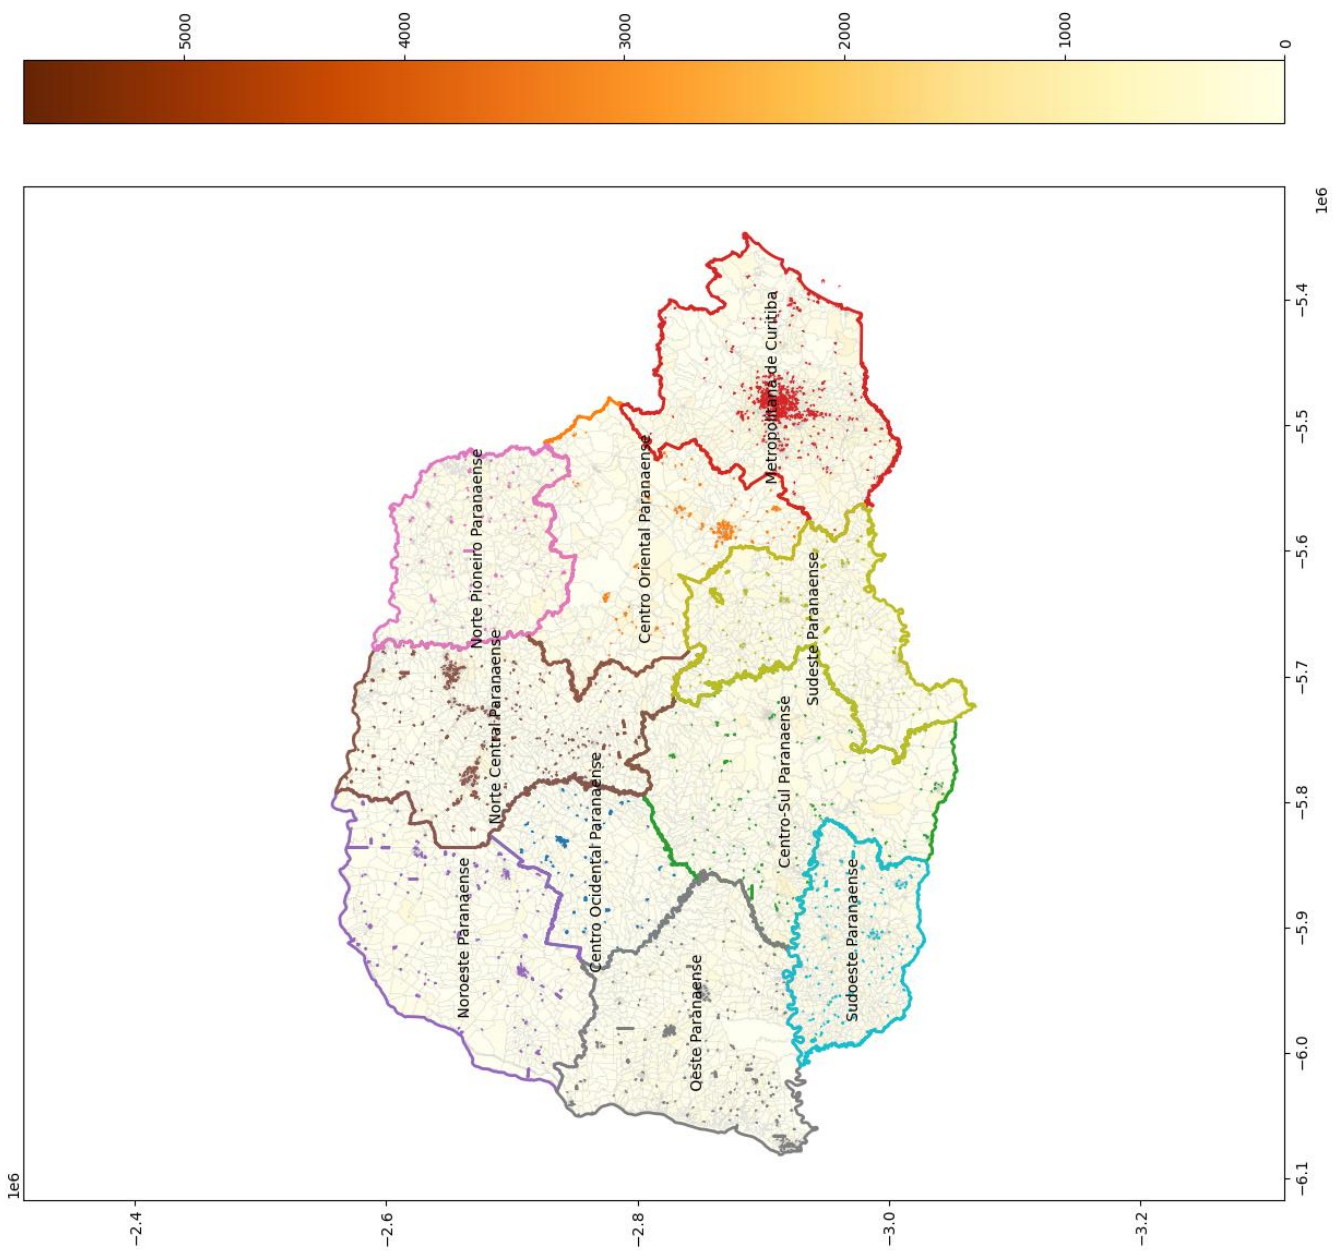 1e6
−2.4
−2.6
−2.8
−3.0
−3.2
−6.1
−6.0
−5.9
−5.8
−5.7
−5.6
−5.5
−5.4
1e6
Noroeste Paranaense
Norte Central Paranaense
Norte Pioneiro Paranaense
Centro Ocidental Paranaense
Centro Oriental Paranaense
Oeste Paranaense
Metropolitana de Curitiba
Centro-Sul Paranaense
Sudeste Paranaense
Sudoeste Paranaense
5000
4000
3000
2000
1000
0